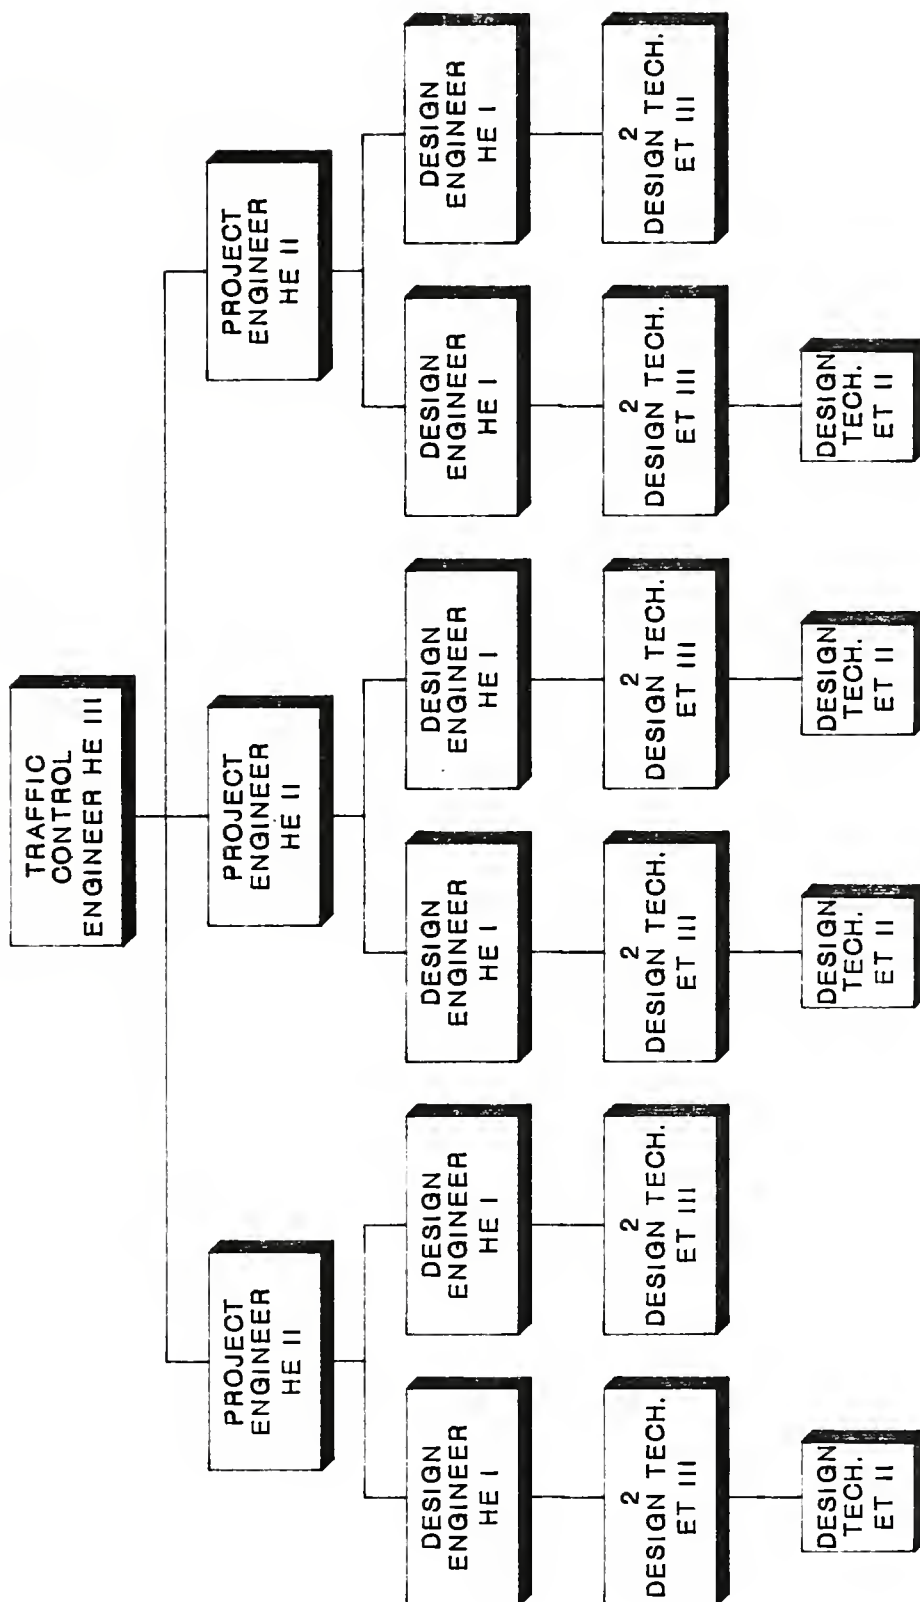 TRAFFIC
CONTROL
ENGINEER HE III
PROJECT
ENGINEER
HE II
PROJECT
ENGINEER
HE II
PROJECT
ENGINEER
HE II
DESIGN
ENGINEER
HE I
DESIGN
ENGINEER
HE I
DESIGN
ENGINEER
HE I
DESIGN
ENGINEER
HE I
DESIGN
ENGINEER
HE I
DESIGN
ENGINEER
HE I
2
DESIGN TECH.
ET III
2
DESIGN TECH.
ET III
2
DESIGN TECH.
ET III
2
DESIGN TECH.
ET III
2
DESIGN TECH.
ET III
2
DESIGN TECH.
ET III
DESIGN
TECH.
ET II
DESIGN
TECH.
ET II
DESIGN
TECH.
ET II
DESIGN
TECH.
ET II